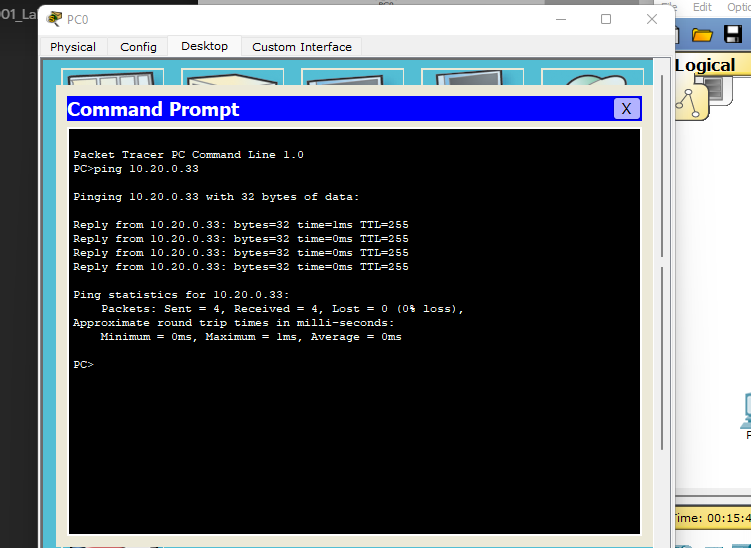 001_La
PC0
Physical
Config
Desktop
Custom Interface
Command Prompt
X
Packet Tracer PC Command Line 1.0
PC>ping 10.20.0.33
Pinging 10.20.0.33 with 32 bytes of data:
Reply from 10.20.0.33: bytes=32 time=1ms TTL=255
Reply from 10.20.0.33: bytes=32 time=0ms TTL=255
Reply from 10.20.0.33: bytes=32 time=0ms TTL=255
Reply from 10.20.0.33: bytes=32 time=0ms TTL=255
Ping statistics for 10.20.0.33:
Packets: Sent = 4, Received = 4, Lost = 0 (0% loss),
Approximate round trip times in milli-seconds:
Minimum = 0ms, Maximum = 1ms, Average = 0ms
PC>
Edit
Optio
Logical
Time: 00:15:4